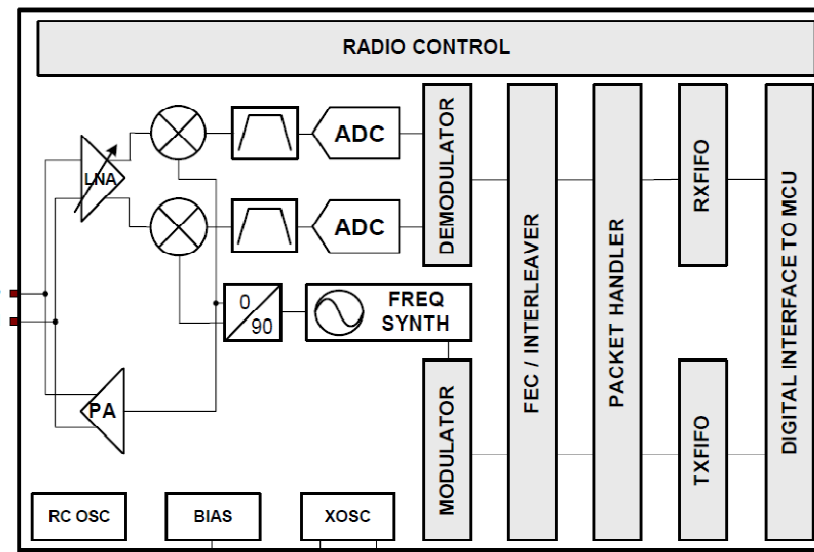 RADIO CONTROL
LNA
ADC
ADC
DEMODULATOR
FEC / INTERLEAVER
PACKET HANDLER
RXFIFO
DIGITAL INTERFACE TO MCU
0
90
FREQ
SYNTH
PA
MODULATOR
TXFIFO
RC OSC
BIAS
XOSC